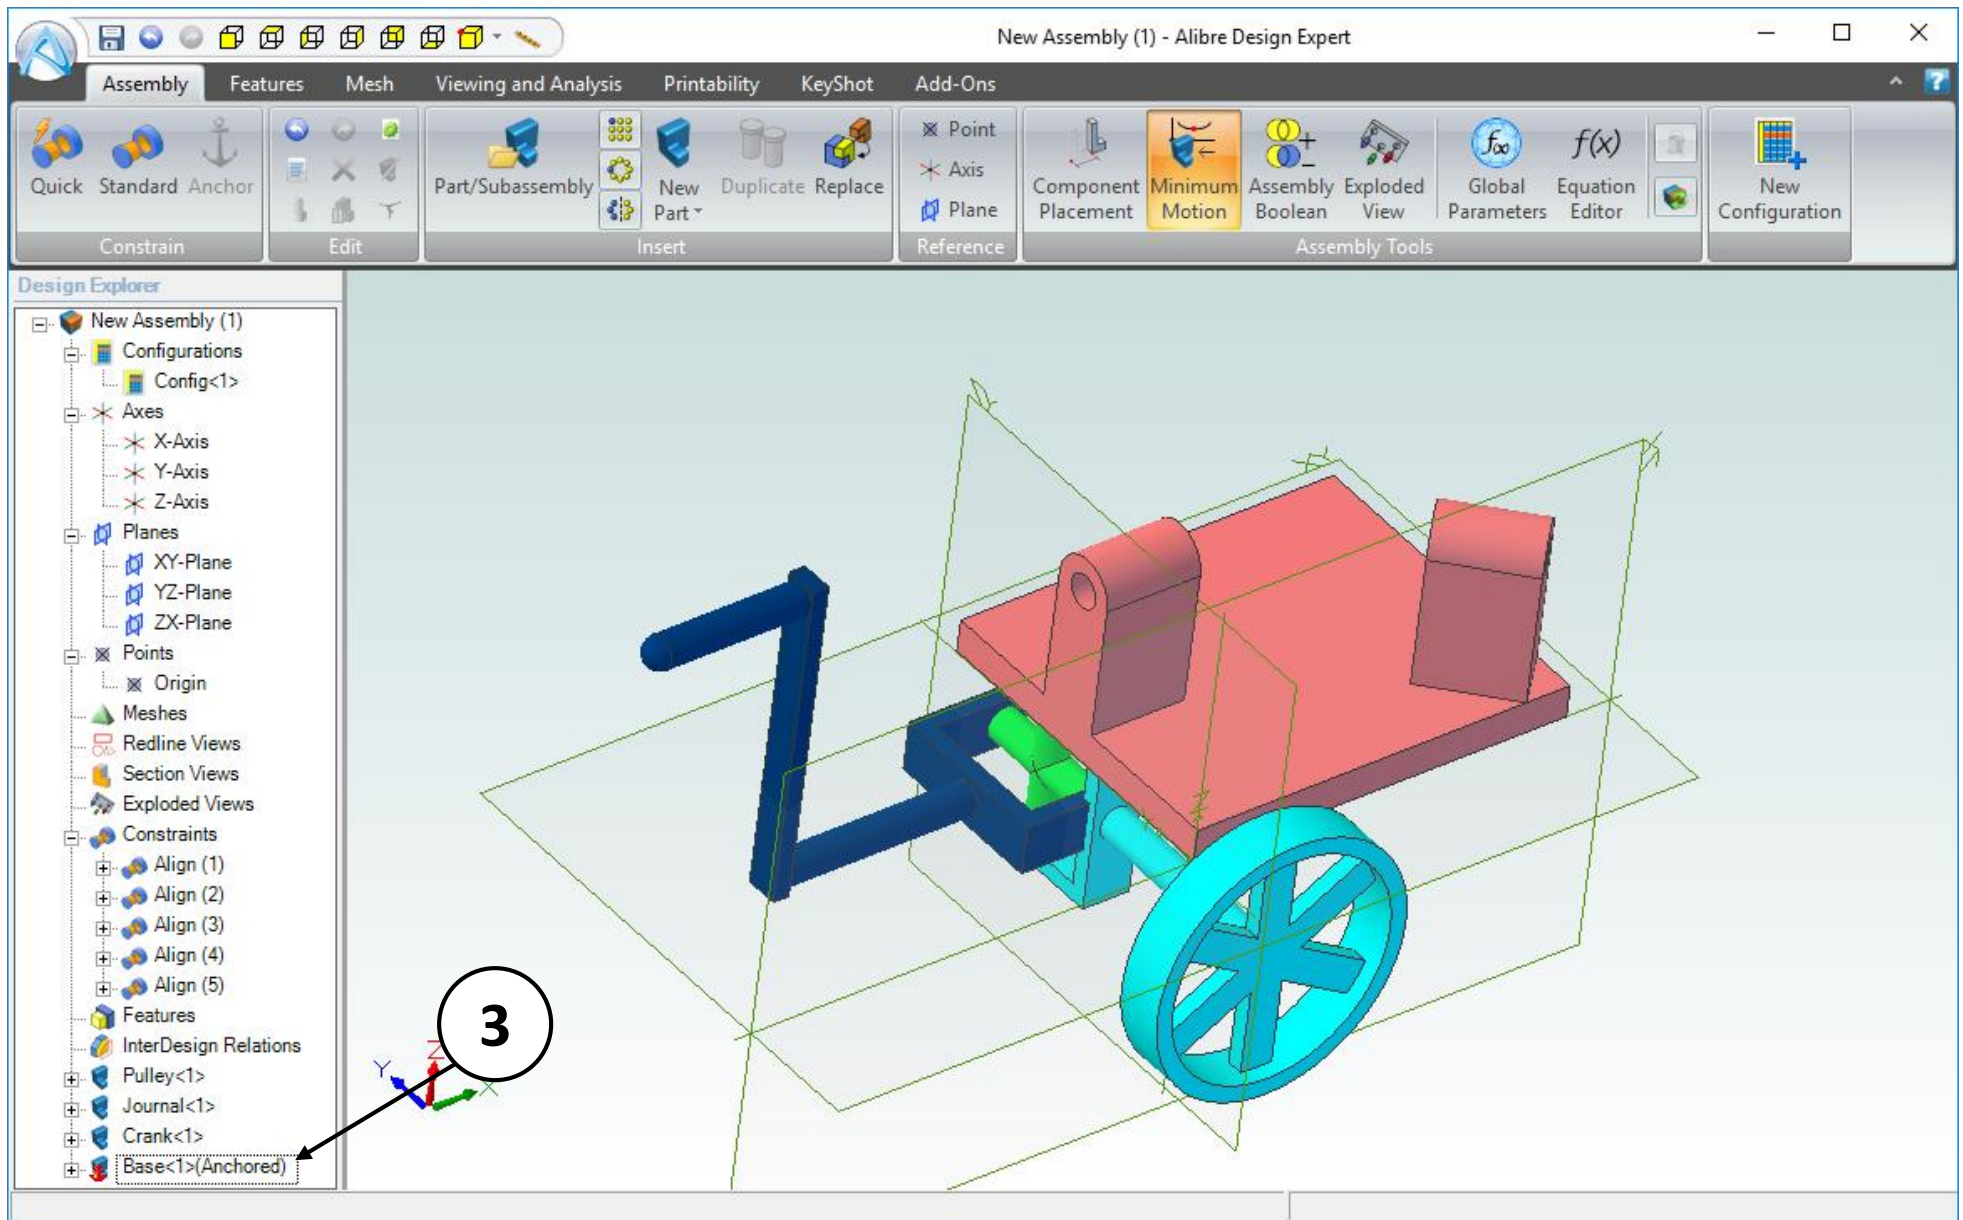 New Assembly (1) - Alibre Design Expert
Assembly Features Mesh Viewing and Analysis Printability KeyShot Add-Ons
Quick Standard Anchor
Constrain
Edit
Part/Subassembly New Part Duplicate Replace
Insert
Point
Axis
Plane
Reference
Component Placement Minimum Motion Assembly Boolean Exploded View Global Parameters f(x) Equation Editor
Assembly Tools
New Configuration
Design Explorer
New Assembly (1)
Configurations
Config<1>
Axes
X-Axis
Y-Axis
Z-Axis
Planes
XY-Plane
YZ-Plane
ZX-Plane
Points
Origin
Meshes
Redline Views
Section Views
Exploded Views
Constraints
Align (1)
Align (2)
Align (3)
Align (4)
Align (5)
Features
InterDesign Relations
Pulley<1>
Journal<1>
Crank<1>
Base<1>(Anchored)
3
Y Z X